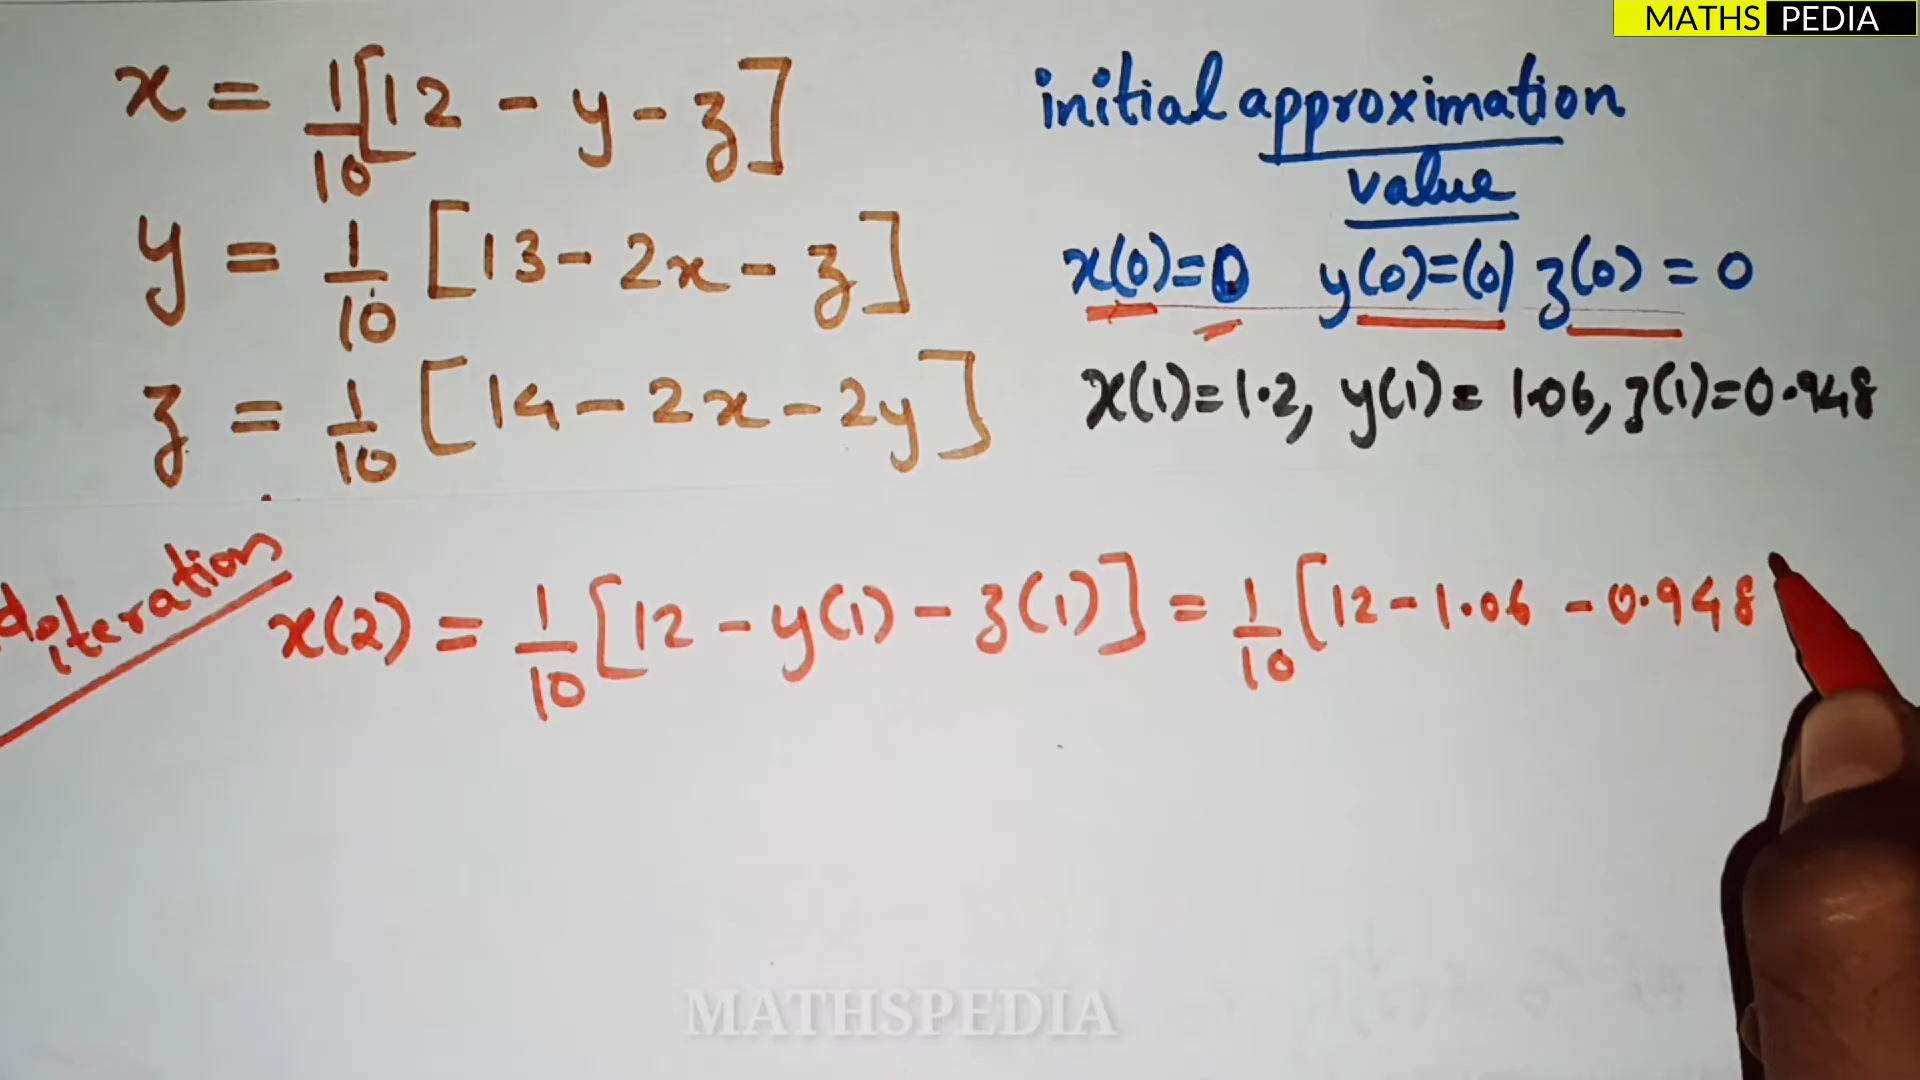 MATHS PEDIA
x = 1/10 [12 - y - z]
initial approximation
value
y = 1/10 [13 - 2x - z]
x(0)=0 y(0)=(0) z(0) = 0
z = 1/10 [14 - 2x - 2y]
x(1)=1.2, y(1)= 1.06, z(1)=0.948
iteration
x(2) = 1/10 [12 - y(1) - z(1)] = 1/10 [12 - 1.06 - 0.948
MATHSPEDIA